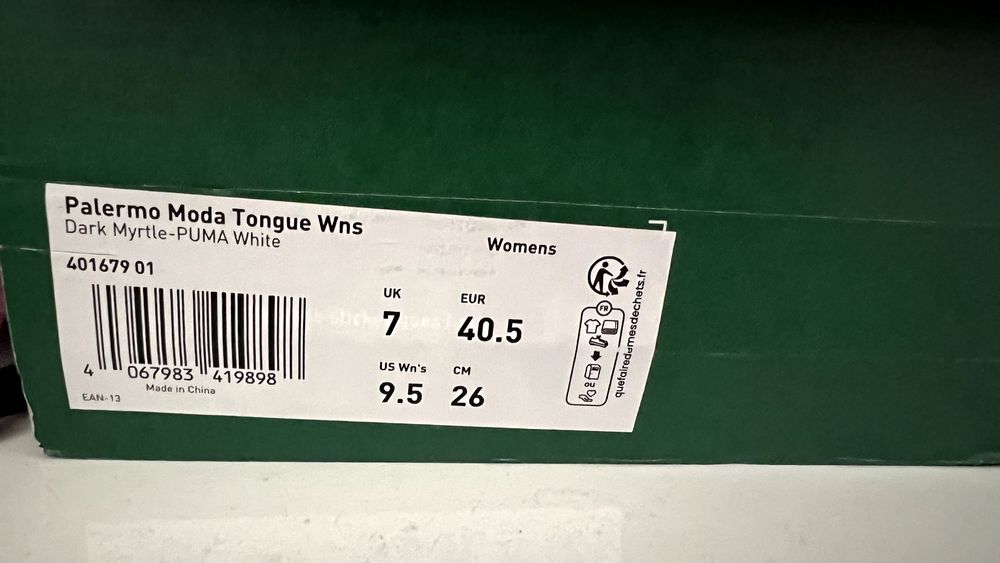 Palermo Moda Tongue Wns
Dark Myrtle-PUMA White
Womens
401679 01
UK
EUR
7
40.5
US Wn's
CM
9.5
26
4 067983 419898
Made in China
EAN-13
FR
OU
quefairedemesdechets.fr